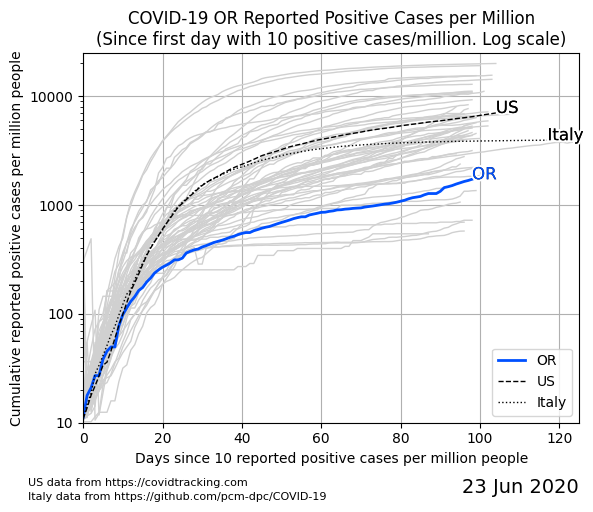 COVID-19 OR Reported Positive Cases per Million
(Since first day with 10 positive cases/million. Log scale)
Cumulative reported positive cases per million people
10000
1000
100
10
US
Italy
OR
OR
US
Italy
0 20 40 60 80 100 120
Days since 10 reported positive cases per million people
US data from https://covidtracking.com
Italy data from https://github.com/pcm-dpc/COVID-19
23 Jun 2020